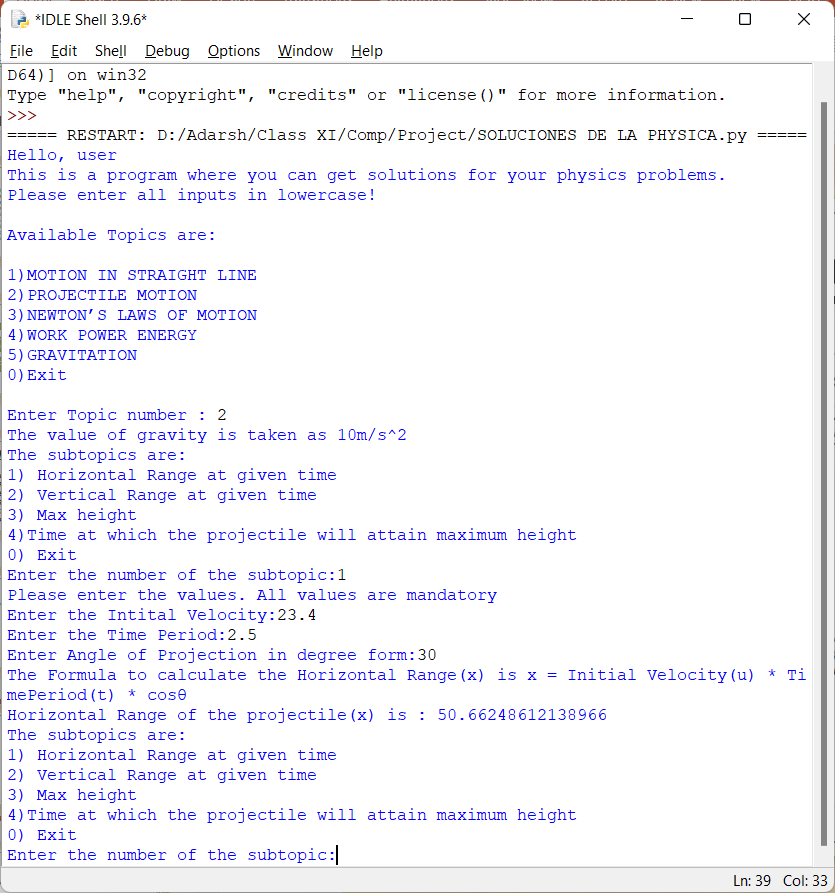 *IDLE Shell 3.9.6*
File Edit Shell Debug Options Window Help
D64)] on win32
Type "help", "copyright", "credits" or "license()" for more information.
>>>
===== RESTART: D:/Adarsh/Class XI/Comp/Project/SOLUCIONES DE LA PHYSICA.py =====
Hello, user
This is a program where you can get solutions for your physics problems.
Please enter all inputs in lowercase!
Available Topics are:
1)MOTION IN STRAIGHT LINE
2)PROJECTILE MOTION
3)NEWTON’S LAWS OF MOTION
4)WORK POWER ENERGY
5)GRAVITATION
0)Exit
Enter Topic number : 2
The value of gravity is taken as 10m/s^2
The subtopics are:
1) Horizontal Range at given time
2) Vertical Range at given time
3) Max height
4)Time at which the projectile will attain maximum height
0) Exit
Enter the number of the subtopic:1
Please enter the values. All values are mandatory
Enter the Intital Velocity:23.4
Enter the Time Period:2.5
Enter Angle of Projection in degree form:30
The Formula to calculate the Horizontal Range(x) is x = Initial Velocity(u) * Ti
mePeriod(t) * cosθ
Horizontal Range of the projectile(x) is : 50.66248612138966
The subtopics are:
1) Horizontal Range at given time
2) Vertical Range at given time
3) Max height
4)Time at which the projectile will attain maximum height
0) Exit
Enter the number of the subtopic:
Ln: 39 Col: 33